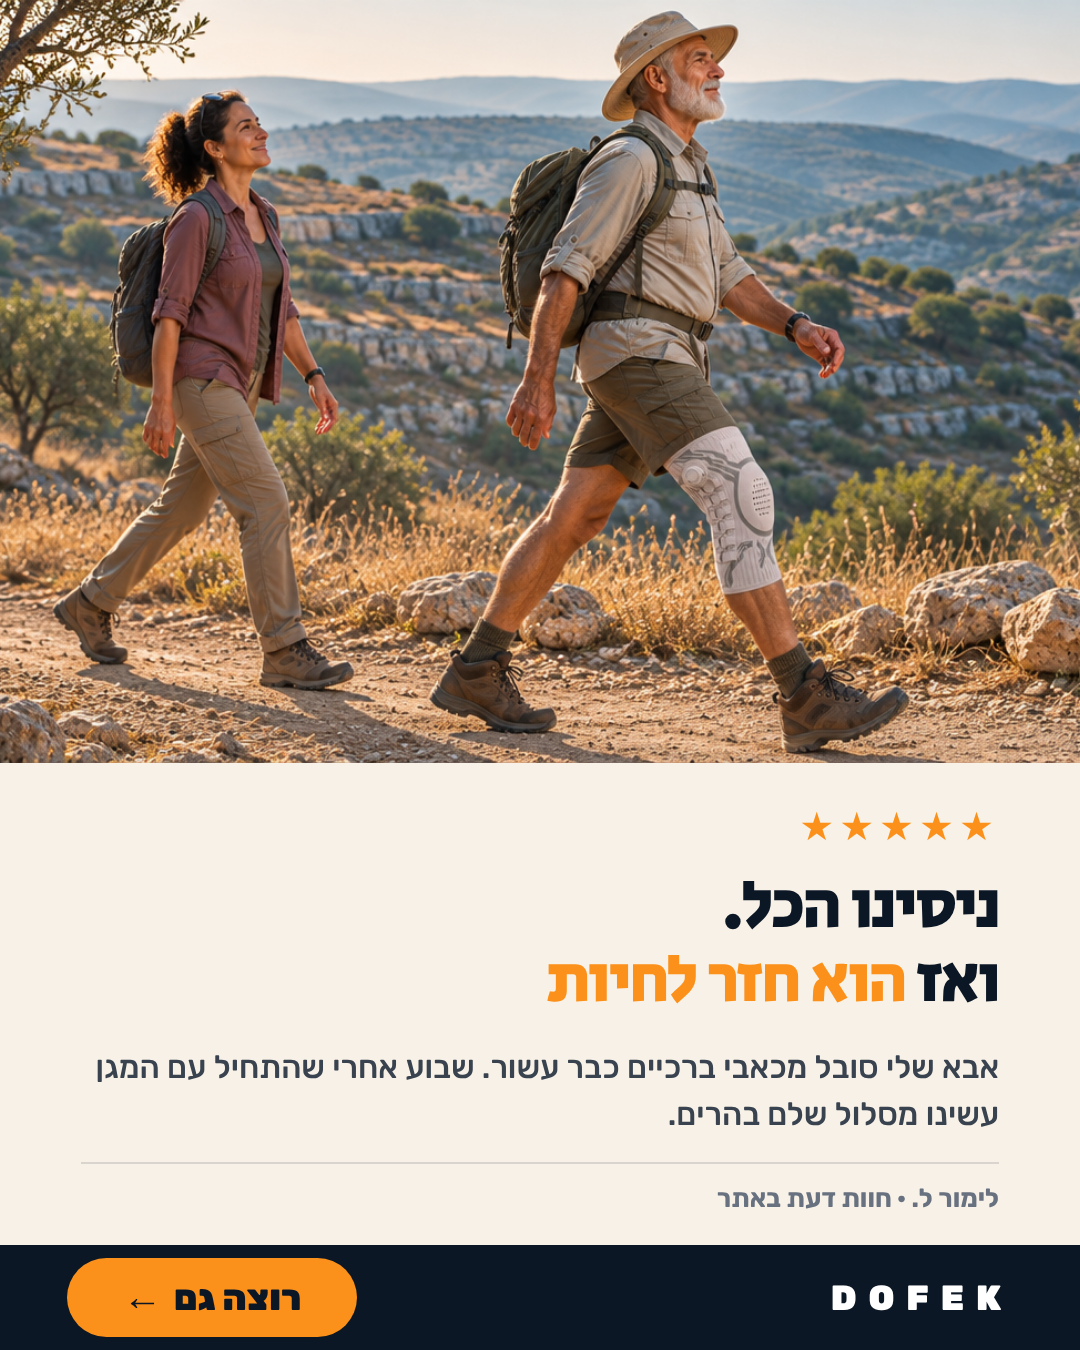 ★★★★★
ניסינו הכל.
ואז הוא חזר לחיות
אבא שלי סובל מכאבי ברכיים כבר עשור. שבוע אחרי שהתחיל עם המגן
עשינו מסלול שלם בהרים.
לימור ל. • חוות דעת באתר
רוצה גם ←
DOFEK